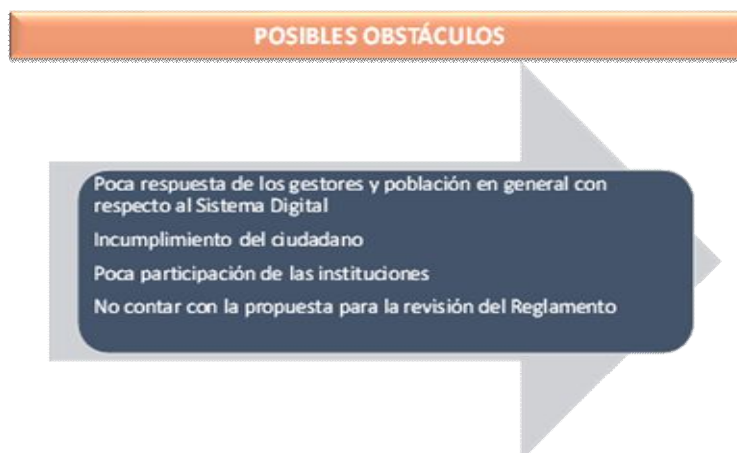 POSIBLES OBSTÁCULOS
Poca respuesta de los gestores y población en general con
respecto al Sistema Digital
Incumplimiento del ciudadano
Poca participación de las instituciones
No contar con la propuesta para la revisión del Reglamento